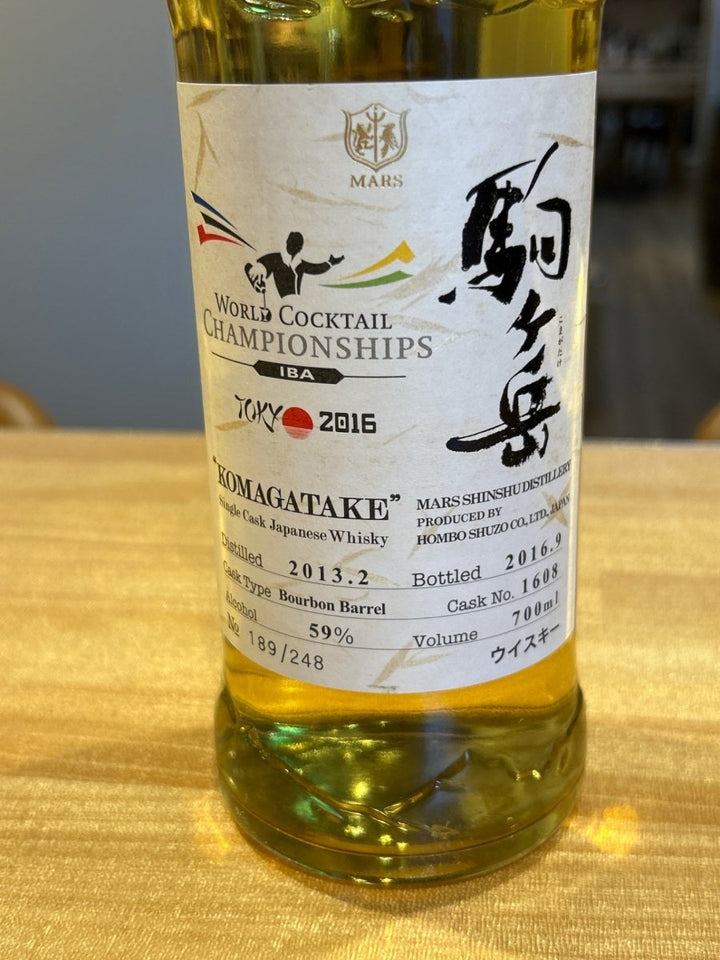 MARS
駒ヶ岳
こまがたけ
WORLD COCKTAIL
CHAMPIONSHIPS
IBA
TOKYO 2016
"KOMAGATAKE"
Single Cask Japanese Whisky
MARS SHINSHU DISTILLERY
PRODUCED BY
HOMBO SHUZO CO., LTD. JAPAN
Distilled 2013.2 Bottled 2016.9
Cask Type Bourbon Barrel Cask No. 1608
Alcohol 59% Volume 700ml
№ 189/248 ウイスキー